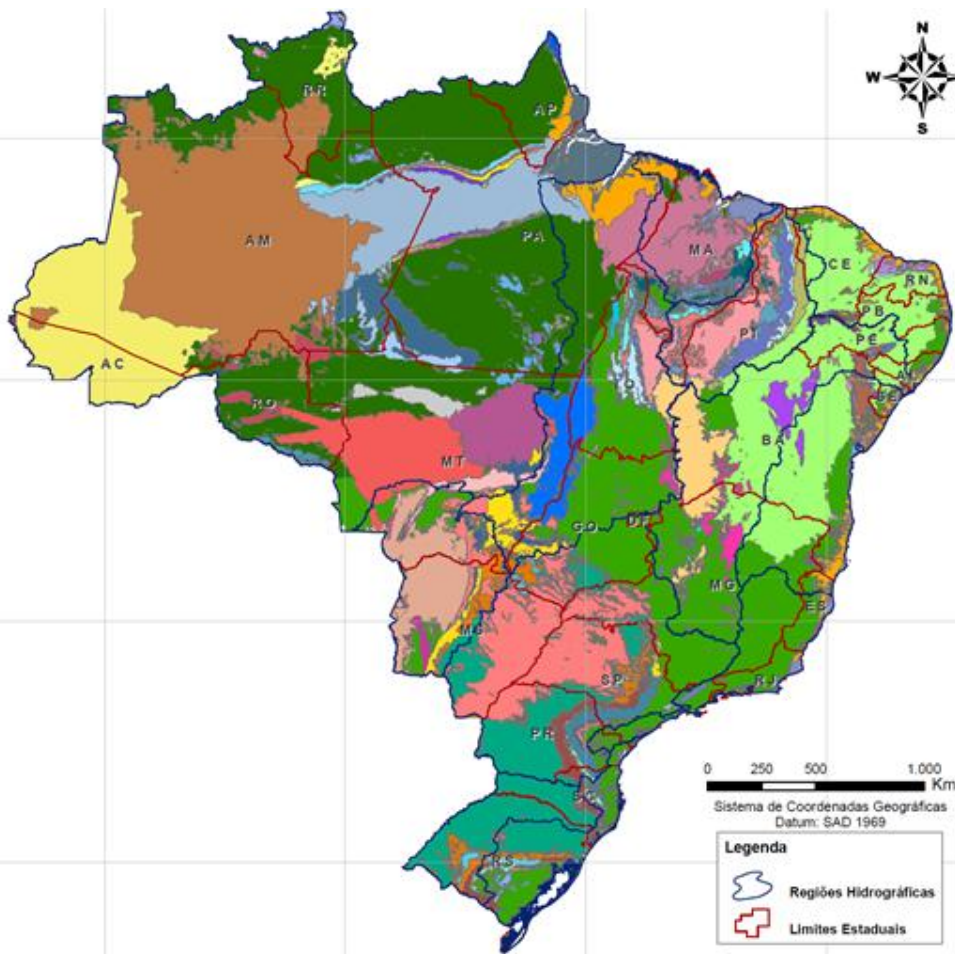 N
W E
S
RR
AP
AM
PA
MA
CE
RN
PB
PI
PE
AC
SE
RO
BA
MT
GO
DF
MG
ES
MS
SP
RJ
PR
SC
RS
0 250 500 1.000
Km
Sistema de Coordenadas Geográficas
Datum: SAD 1969
Legenda
Regiões Hidrográficas
Limites Estaduais